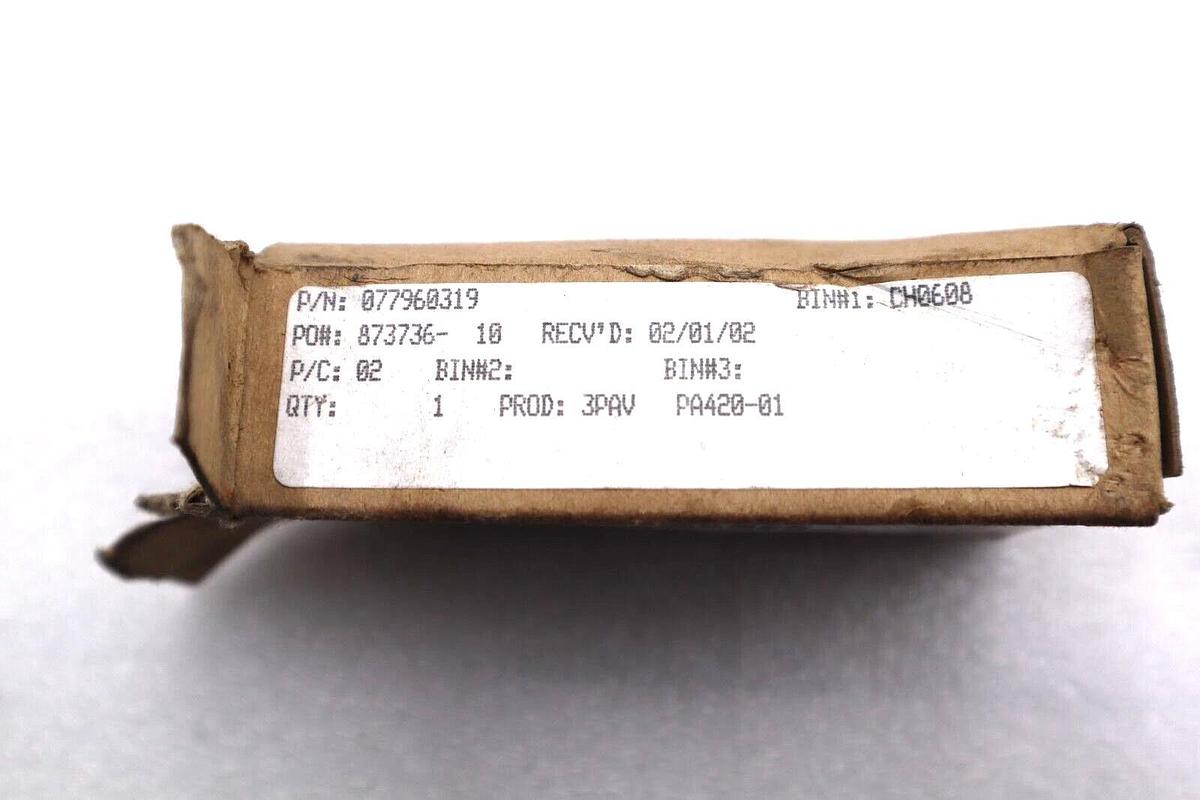 P/N: 077960319 BIN#1: CH0608
PO#: 873736- 10 RECV'D: 02/01/02
P/C: 02 BIN#2: BIN#3:
QTY: 1 PROD: 3PAV PA420-01